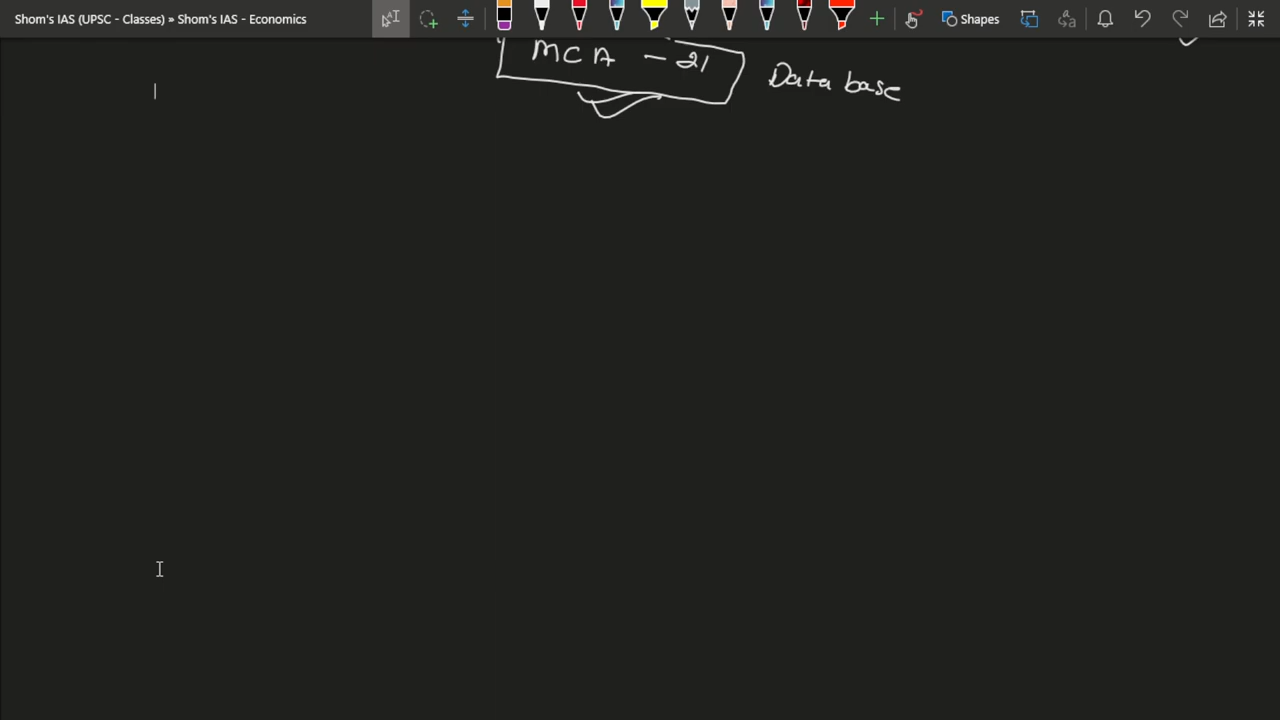 Shom's IAS (UPSC - Classes) » Shom's IAS - Economics
Shapes
MCA - 21 Data base